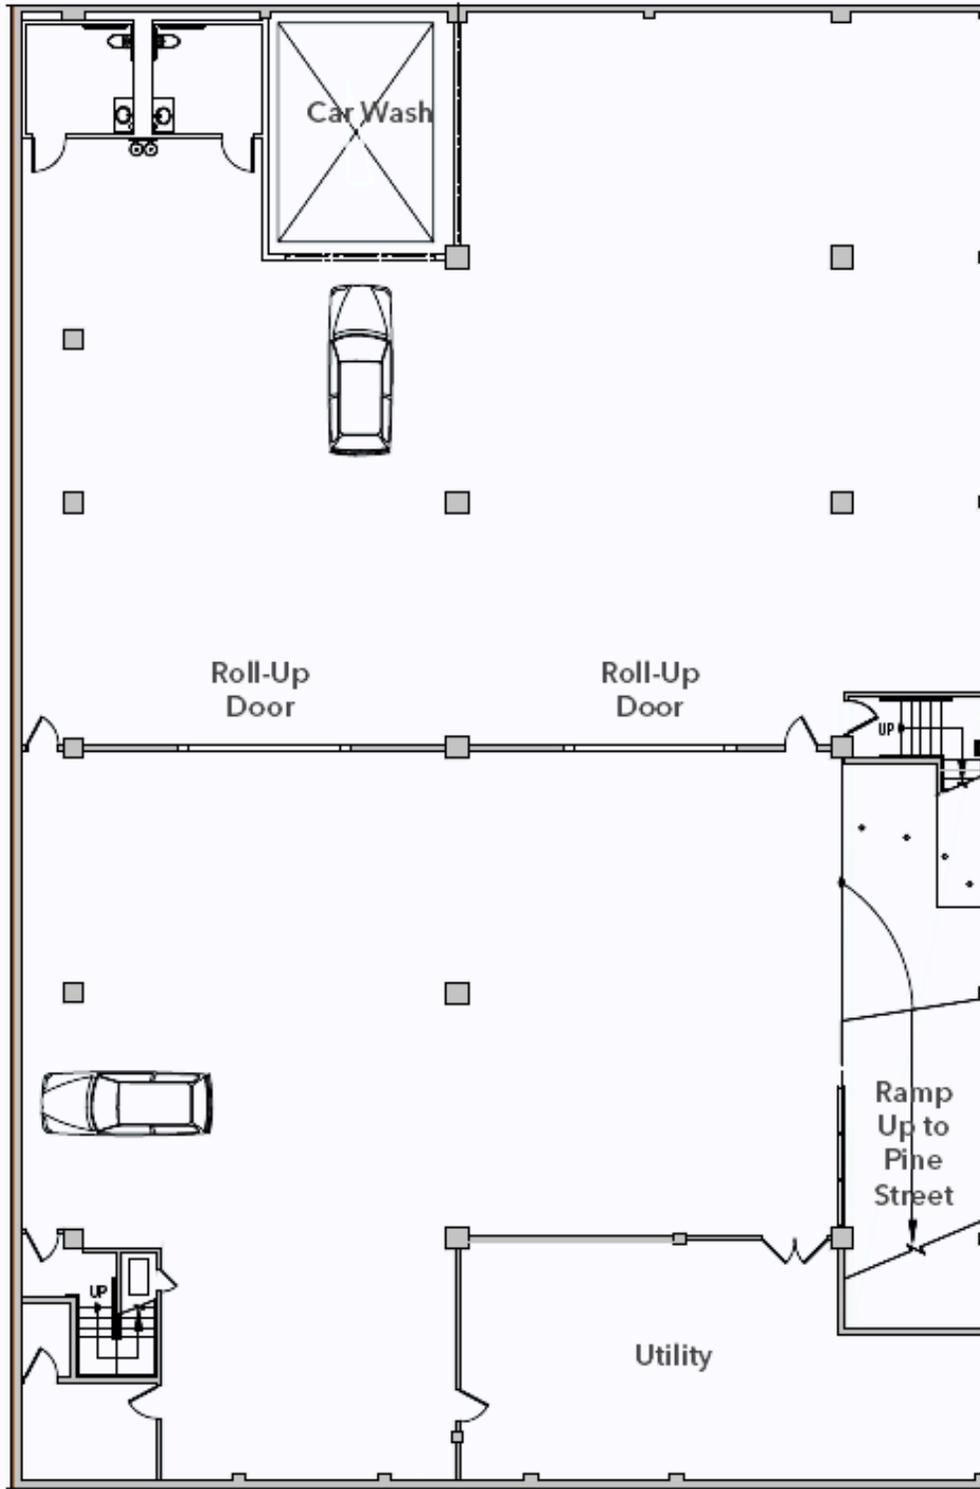 Car Wash
Roll-Up
Door
Roll-Up
Door
UP
Ramp
Up to
Pine
Street
UP
Utility